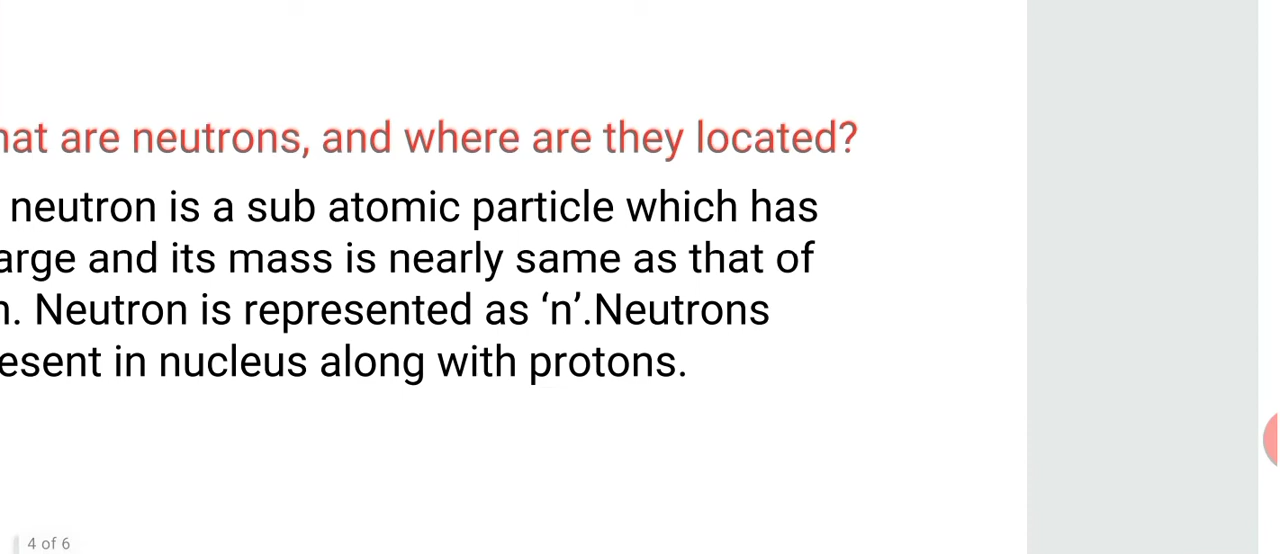 hat are neutrons, and where are they located?
neutron is a sub atomic particle which has
arge and its mass is nearly same as that of
n. Neutron is represented as ‘n’.Neutrons
esent in nucleus along with protons.
4 of 6